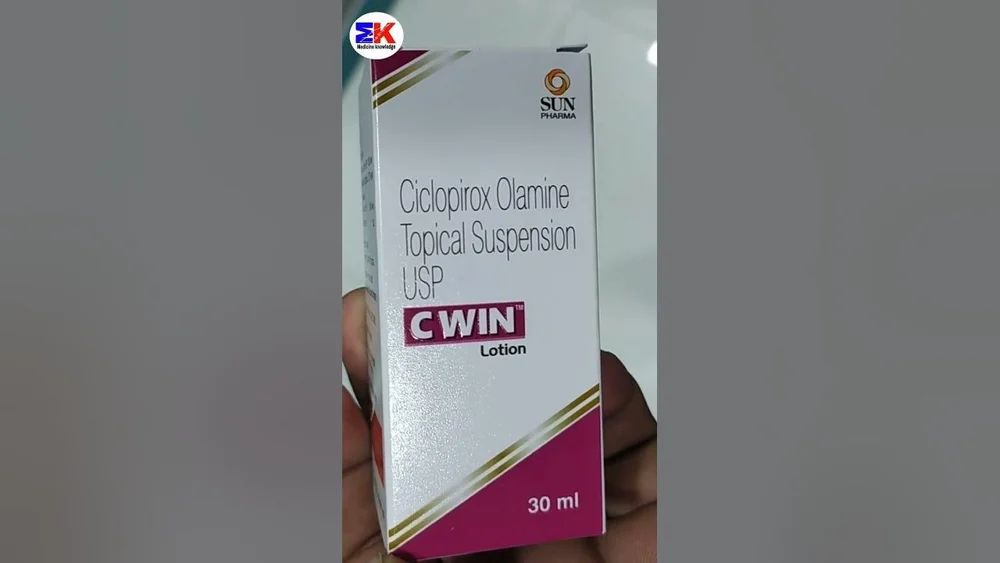 MK
Medicine knowledge
SUN
PHARMA
Ciclopirox Olamine
Topical Suspension
USP
C WIN™
Lotion
30 ml